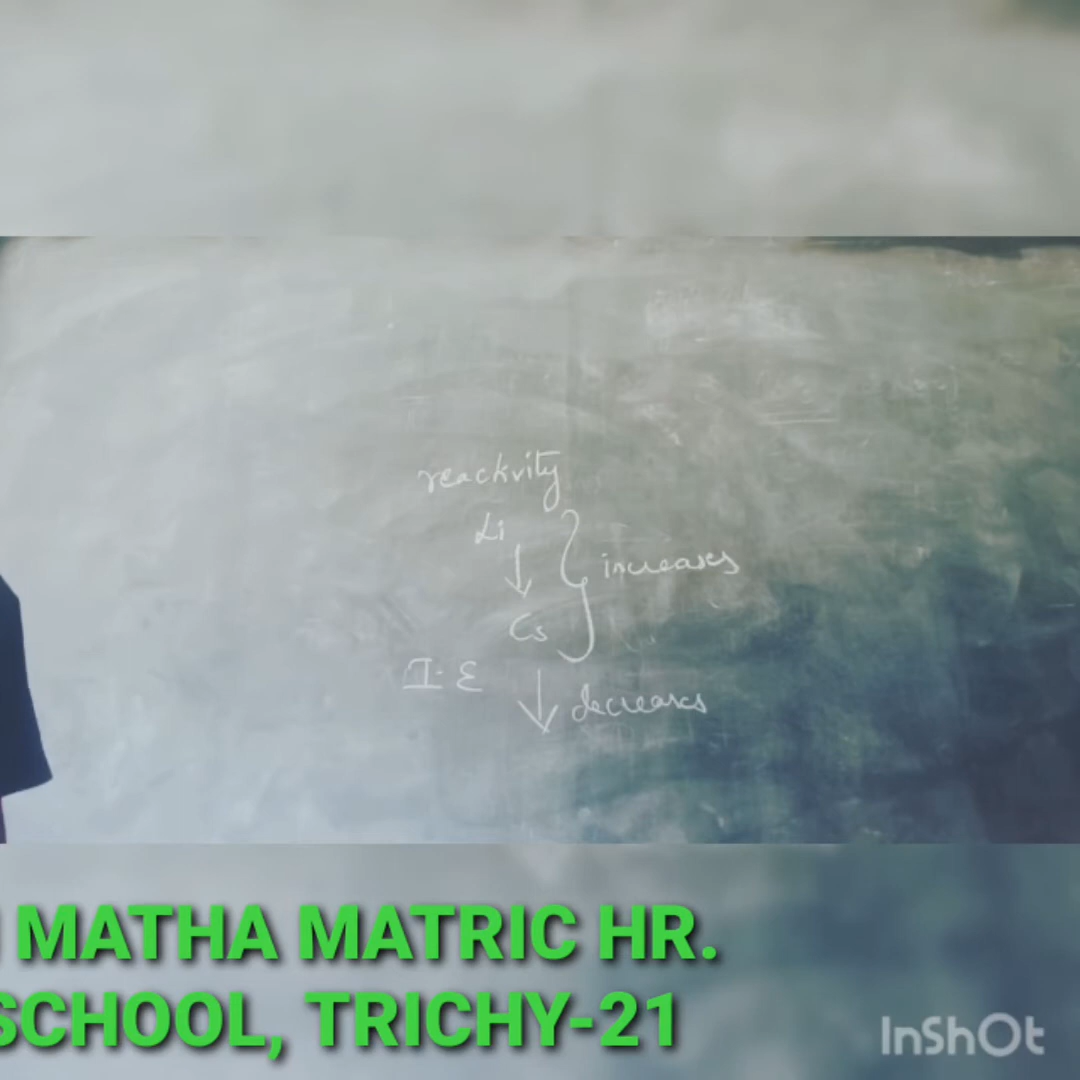 reactivity
Li
↓ } increases
Cs
I.E ↓ decreases
MATHA MATRIC HR.
SCHOOL, TRICHY-21
InShOt